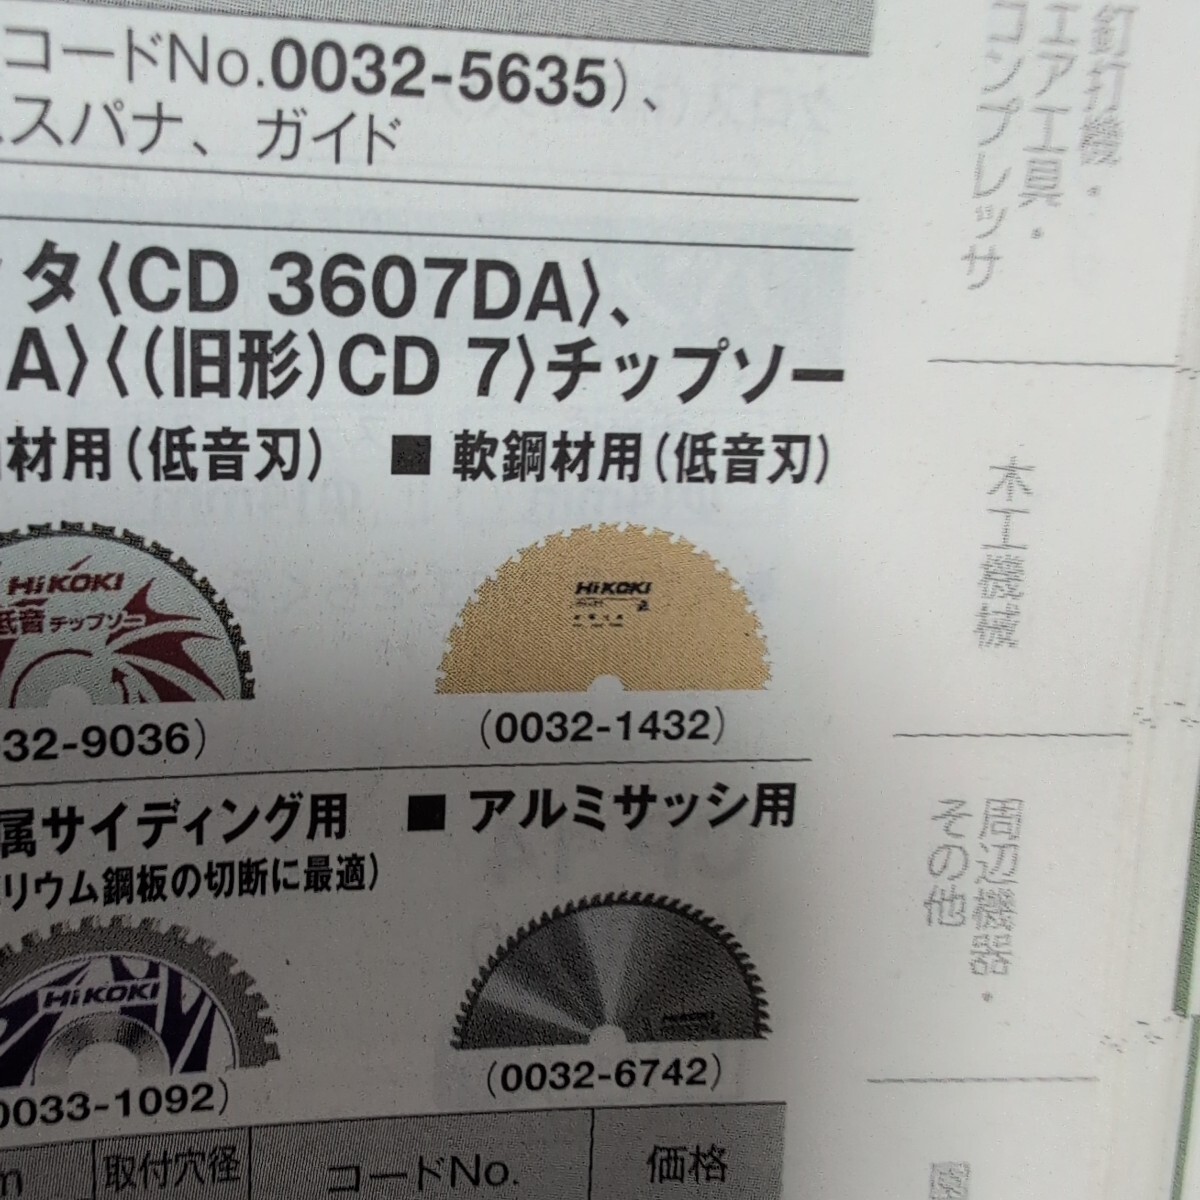 コードNo.0032-5635)、
スパナ、ガイド
タ〈CD 3607DA〉、
A〉〈(旧形)CD 7〉チップソー
材用(低音刃)
■ 軟鋼材用(低音刃)
HiKOKI
低音チップソー
HiKOKI
32-9036)
(0032-1432)
属サイディング用
リウム鋼板の切断に最適)
■ アルミサッシ用
HiKOKI
HiKOKI
0033-1092)
(0032-6742)
取付穴径
コードNo.
価格
釘打機・
エア工具・
コンプレッサ
木工機械
周辺機器・
その他
園